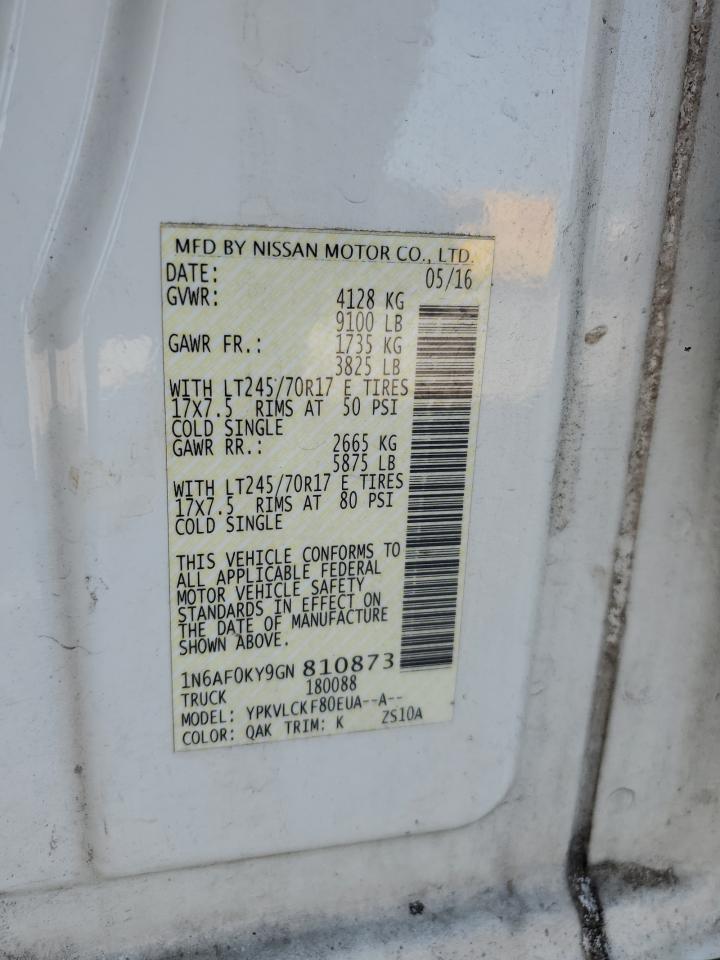 MFD BY NISSAN MOTOR CO., LTD.
DATE: 05/16
GVWR: 4128 KG
9100 LB
GAWR FR.: 1735 KG
3825 LB
WITH LT245/70R17 E TIRES
17X7.5 RIMS AT 50 PSI
COLD SINGLE
GAWR RR.: 2665 KG
5875 LB
WITH LT245/70R17 E TIRES
17X7.5 RIMS AT 80 PSI
COLD SINGLE
THIS VEHICLE CONFORMS TO
ALL APPLICABLE FEDERAL
MOTOR VEHICLE SAFETY
STANDARDS IN EFFECT ON
THE DATE OF MANUFACTURE
SHOWN ABOVE.
1N6AF0KY9GN 810873
TRUCK 180088
MODEL: YPKVLCKF80EUA--A--
COLOR: QAK TRIM: K ZS10A